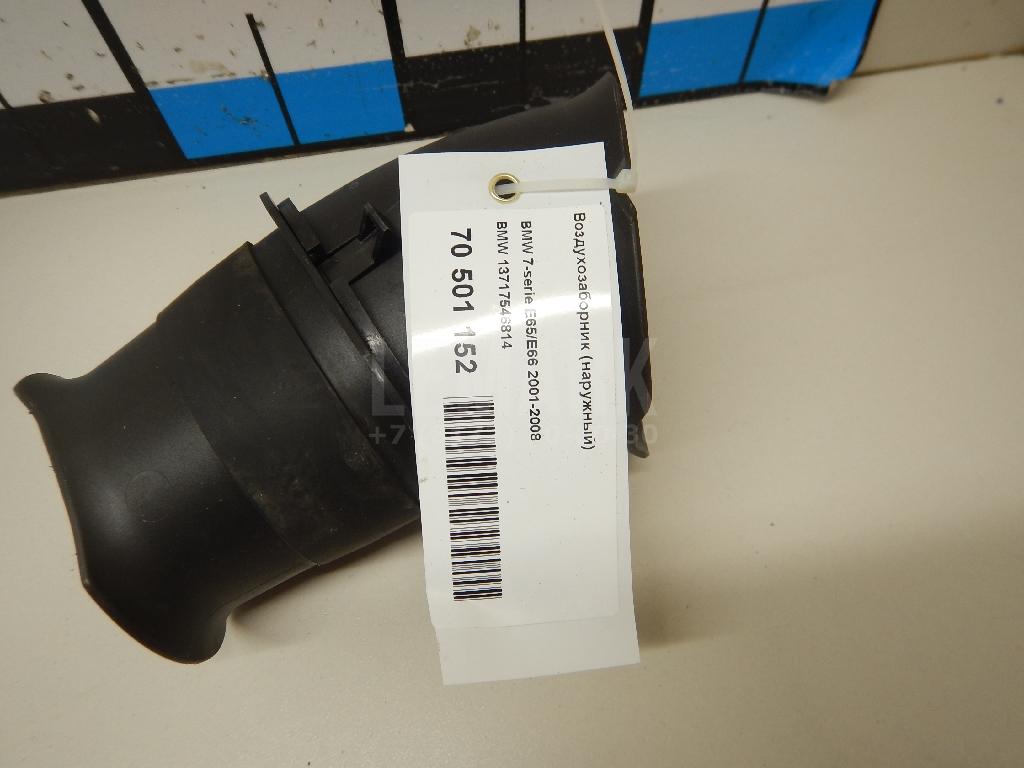 Воздухозаборник (наружный)
BMW 7-serie E65/E66 2001-2008
BMW 13717546814
70 501 152